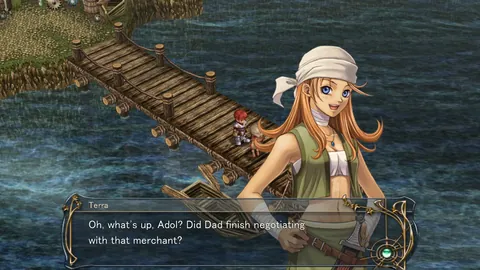 Terra
Oh, what's up, Adol? Did Dad finish negotiating
with that merchant?